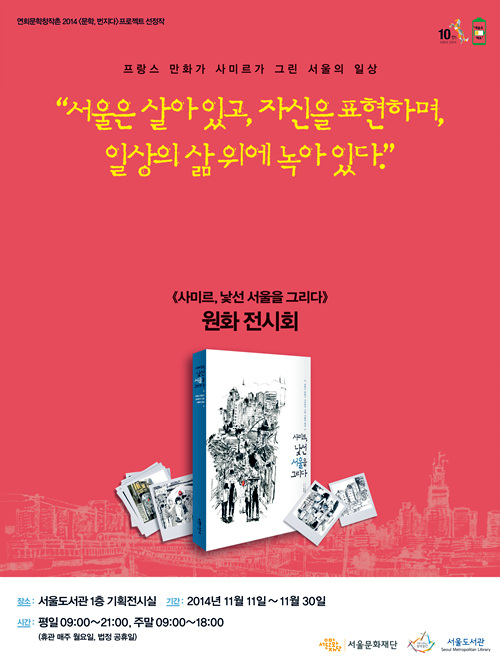 연희문학창작촌 2014 <문학, 번지다> 프로젝트 선정작
10
프랑스 만화가 사미르가 그린 서울의 일상
“서울은 살아 있고, 자신을 표현하며,
일상의 삶 위에 녹아 있다.”
《사미르, 낯선 서울을 그리다》
원화 전시회
사미르,
낯선
서울을
그리다
장소 : 서울도서관 1층 기획전시실 기간 : 2014년 11월 11일 ~ 11월 30일
시간 : 평일 09:00~21:00, 주말 09:00~18:00
(휴관 매주 월요일, 법정 공휴일)
서울문화재단
서울도서관
Seoul Metropolitan Library